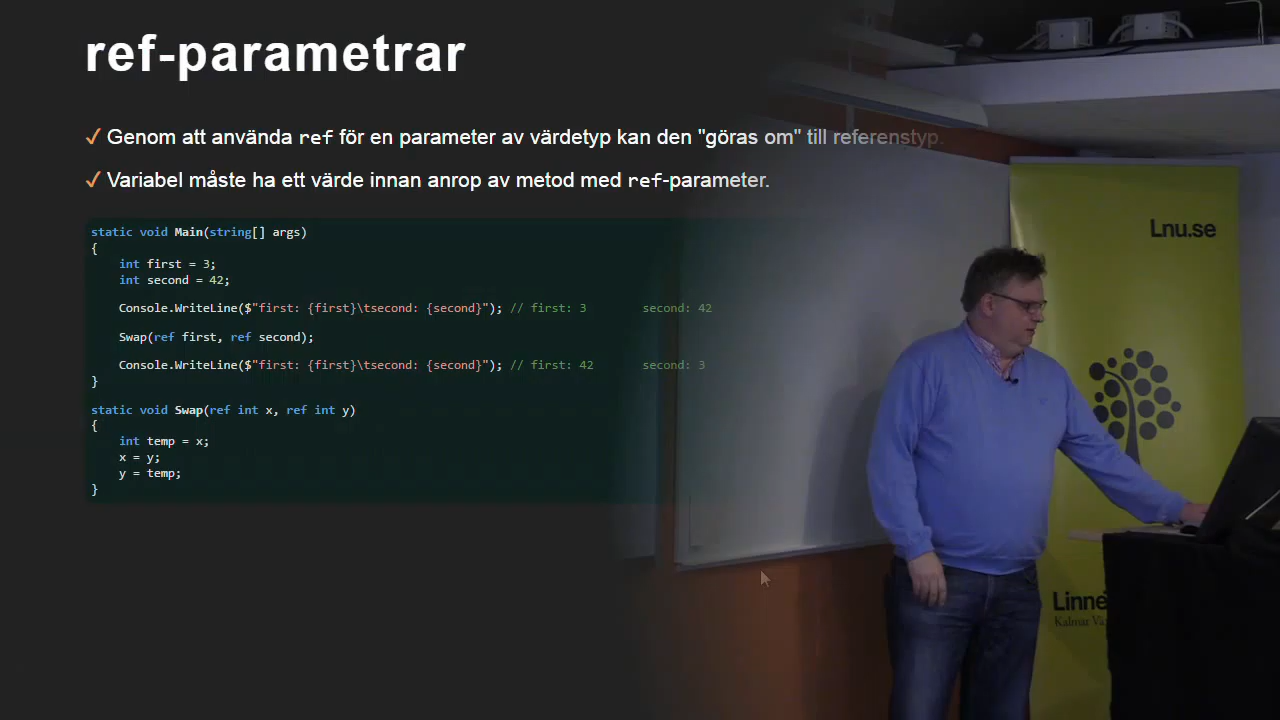 ref-parametrar
✓ Genom att använda ref för en parameter av värdetyp kan den "göras om" till referenstyp.
✓ Variabel måste ha ett värde innan anrop av metod med ref-parameter.
static void Main(string[] args)
{
    int first = 3;
    int second = 42;
    Console.WriteLine($"first: {first}\tsecond: {second}"); // first: 3       second: 42
    Swap(ref first, ref second);
    Console.WriteLine($"first: {first}\tsecond: {second}"); // first: 42      second: 3
}
static void Swap(ref int x, ref int y)
{
    int temp = x;
    x = y;
    y = temp;
}
Lnu.se
Kalmar